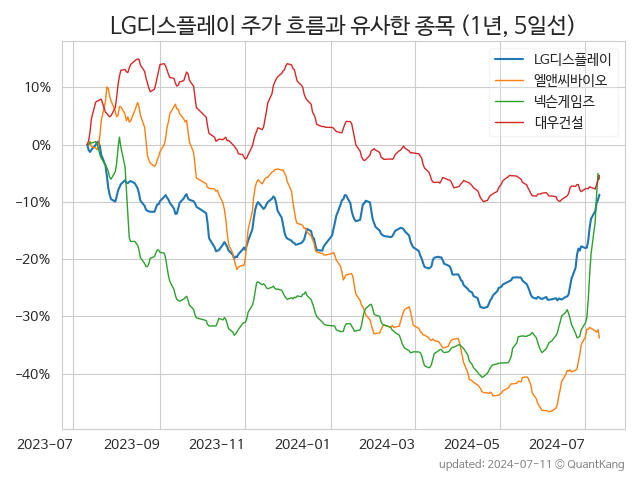 LG디스플레이 주가 흐름과 유사한 종목 (1년, 5일선)
LG디스플레이
엘앤씨바이오
넥슨게임즈
대우건설
10%
0%
−10%
−20%
−30%
−40%
2023−07
2023−09
2023−11
2024−01
2024−03
2024−05
2024−07
updated: 2024-07-11 © QuantKang